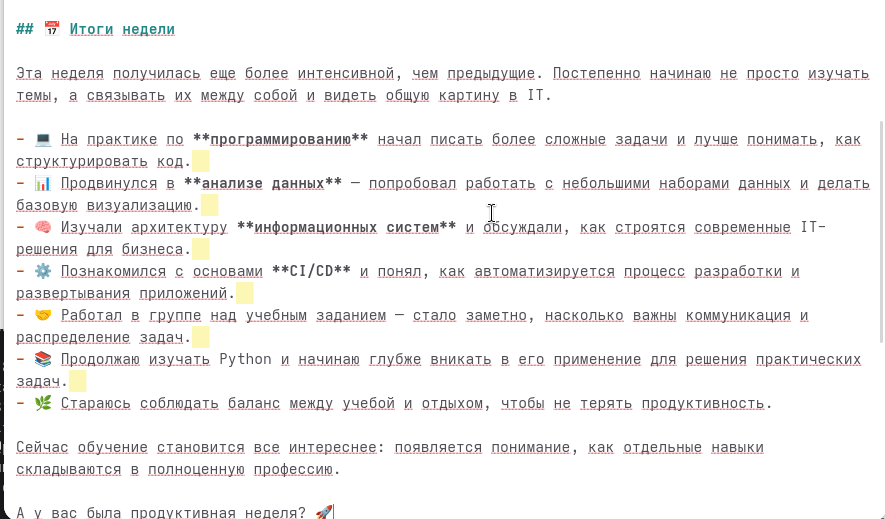 ## 📅 Итоги недели
Эта неделя получилась еще более интенсивной, чем предыдущие. Постепенно начинаю не просто изучать
темы, а связывать их между собой и видеть общую картину в IT.
- 💻 На практике по **программированию** начал писать более сложные задачи и лучше понимать, как
структурировать код.
- 📊 Продвинулся в **анализе данных** — попробовал работать с небольшими наборами данных и делать
базовую визуализацию.
- 🧠 Изучали архитектуру **информационных систем** и обсуждали, как строятся современные IT-
решения для бизнеса.
- ⚙️ Познакомился с основами **CI/CD** и понял, как автоматизируется процесс разработки и
развертывания приложений.
- 🤝 Работал в группе над учебным заданием — стало заметно, насколько важны коммуникация и
распределение задач.
- 📚 Продолжаю изучать Python и начинаю глубже вникать в его применение для решения практических
задач.
- 🌿 Стараюсь соблюдать баланс между учебой и отдыхом, чтобы не терять продуктивность.
Сейчас обучение становится все интереснее: появляется понимание, как отдельные навыки
складываются в полноценную профессию.
А у вас была продуктивная неделя? 🚀